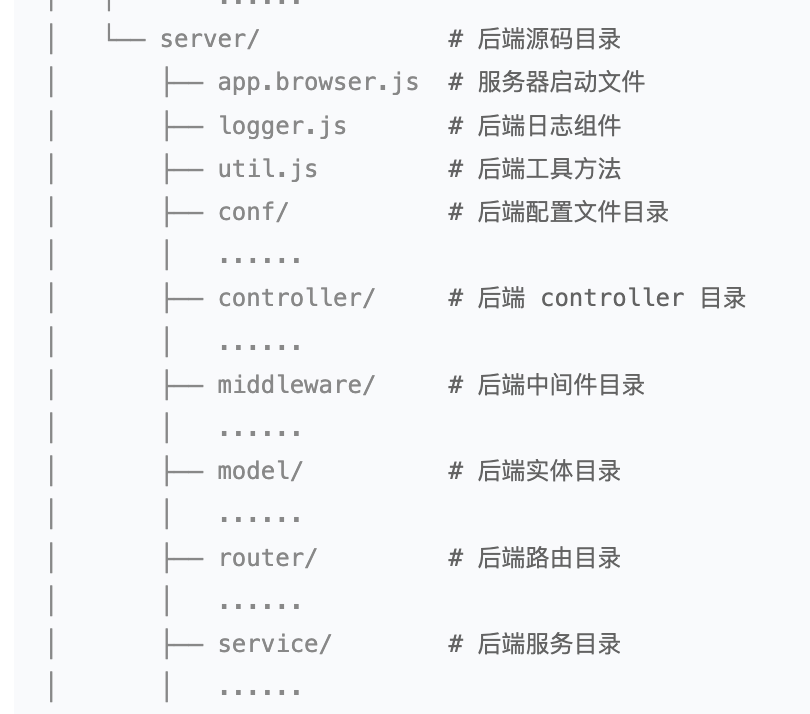 │   │   ......
│   └── server/             # 后端源码目录
│       ├── app.browser.js  # 服务器启动文件
│       ├── logger.js       # 后端日志组件
│       ├── util.js         # 后端工具方法
│       ├── conf/           # 后端配置文件目录
│       │   ......
│       ├── controller/     # 后端 controller 目录
│       │   ......
│       ├── middleware/     # 后端中间件目录
│       │   ......
│       ├── model/          # 后端实体目录
│       │   ......
│       ├── router/         # 后端路由目录
│       │   ......
│       ├── service/        # 后端服务目录
│       │   ......